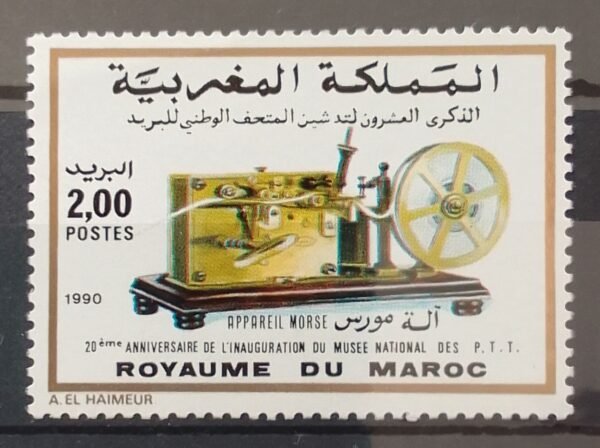 المملكة المغربية
الذكرى العشرون لتدشين المتحف الوطني للبريد
البريد
2,00
POSTES
1990
APPAREIL MORSE آلة مورس
20ème ANNIVERSAIRE DE L'INAUGURATION DU MUSEE NATIONAL DES P.T.T.
ROYAUME DU MAROC
A. EL HAIMEUR